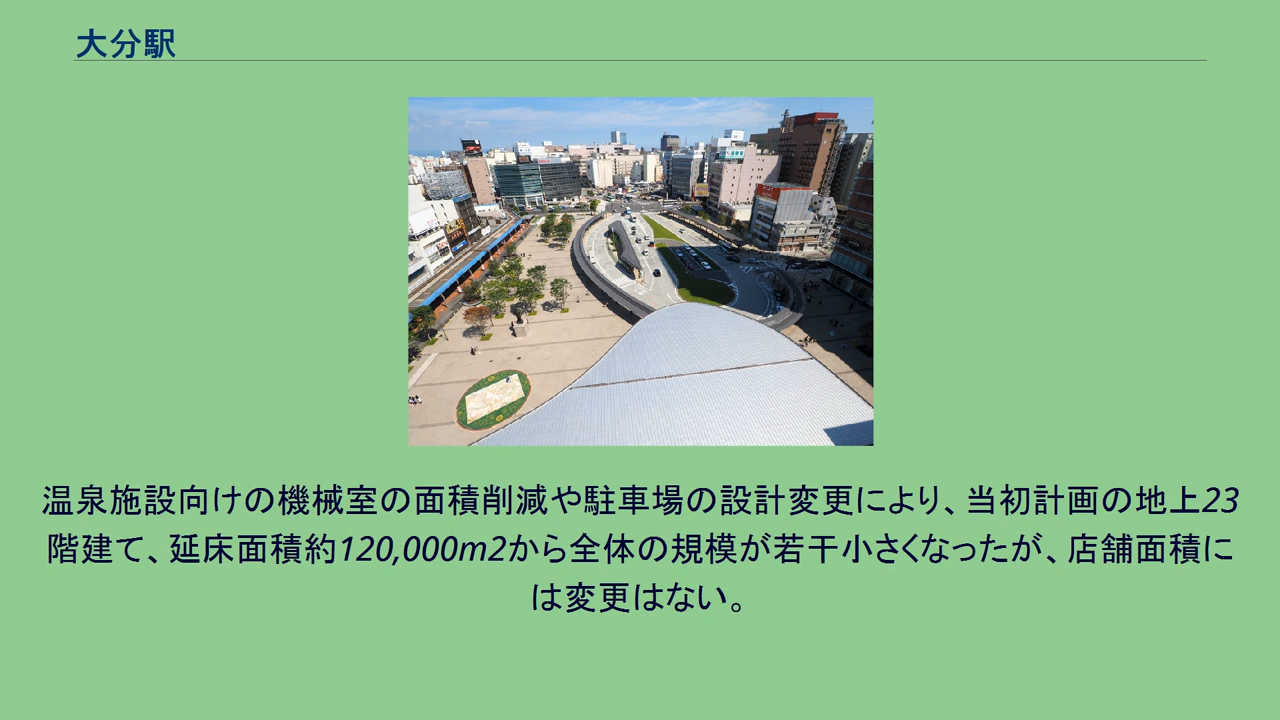 大分駅
温泉施設向けの機械室の面積削減や駐車場の設計変更により、当初計画の地上23
階建て、延床面積約120,000m2から全体の規模が若干小さくなったが、店舗面積に
は変更はない。